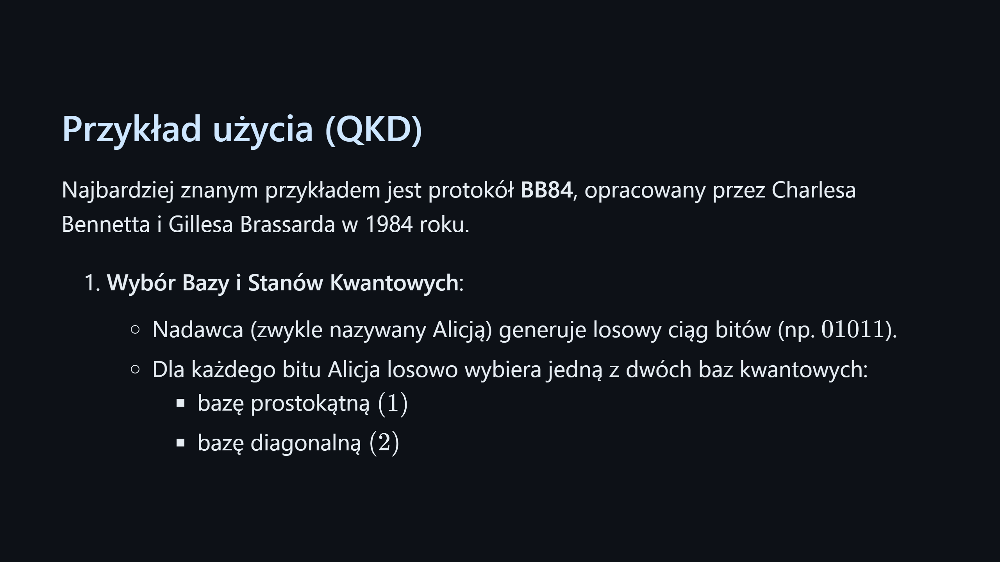 Przykład użycia (QKD)
Najbardziej znanym przykładem jest protokół BB84, opracowany przez Charlesa
Bennetta i Gillesa Brassarda w 1984 roku.
1. Wybór Bazy i Stanów Kwantowych:
○ Nadawca (zwykle nazywany Alicją) generuje losowy ciąg bitów (np. 01011).
○ Dla każdego bitu Alicja losowo wybiera jedną z dwóch baz kwantowych:
▪ bazę prostokątną (1)
▪ bazę diagonalną (2)